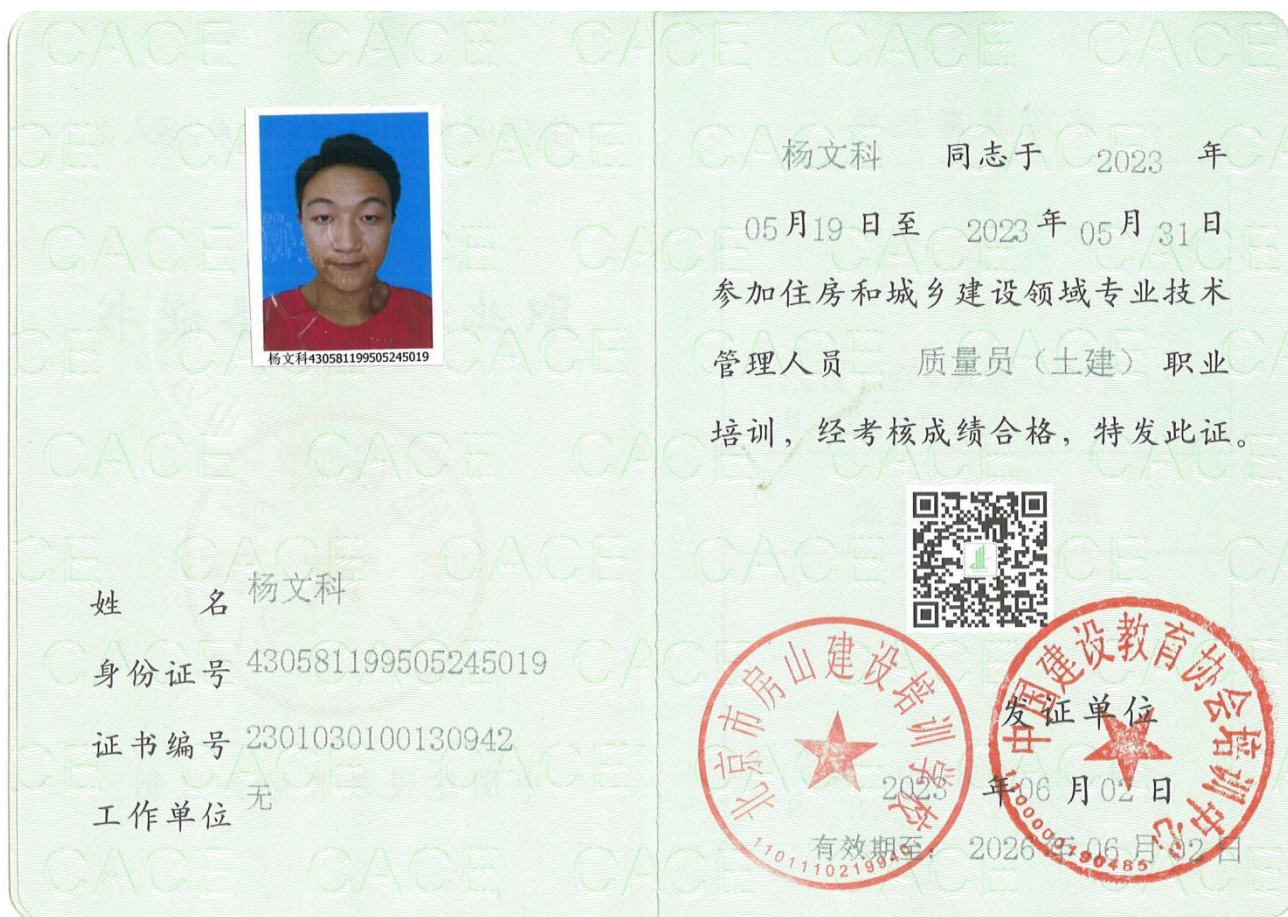 杨文科430581199505245019
姓 名 杨文科
身份证号 430581199505245019
证书编号 2301030100130942
工作单位 无
杨文科 同志于 2023 年
05月19日至 2023年05月31日
参加住房和城乡建设领域专业技术
管理人员 质量员（土建）职业
培训，经考核成绩合格，特发此证。
北京市房山建设培训学校
中国建设教育协会培训中心
发证单位
2023 年06月02日
有效期至：2026年06月02日
CACE